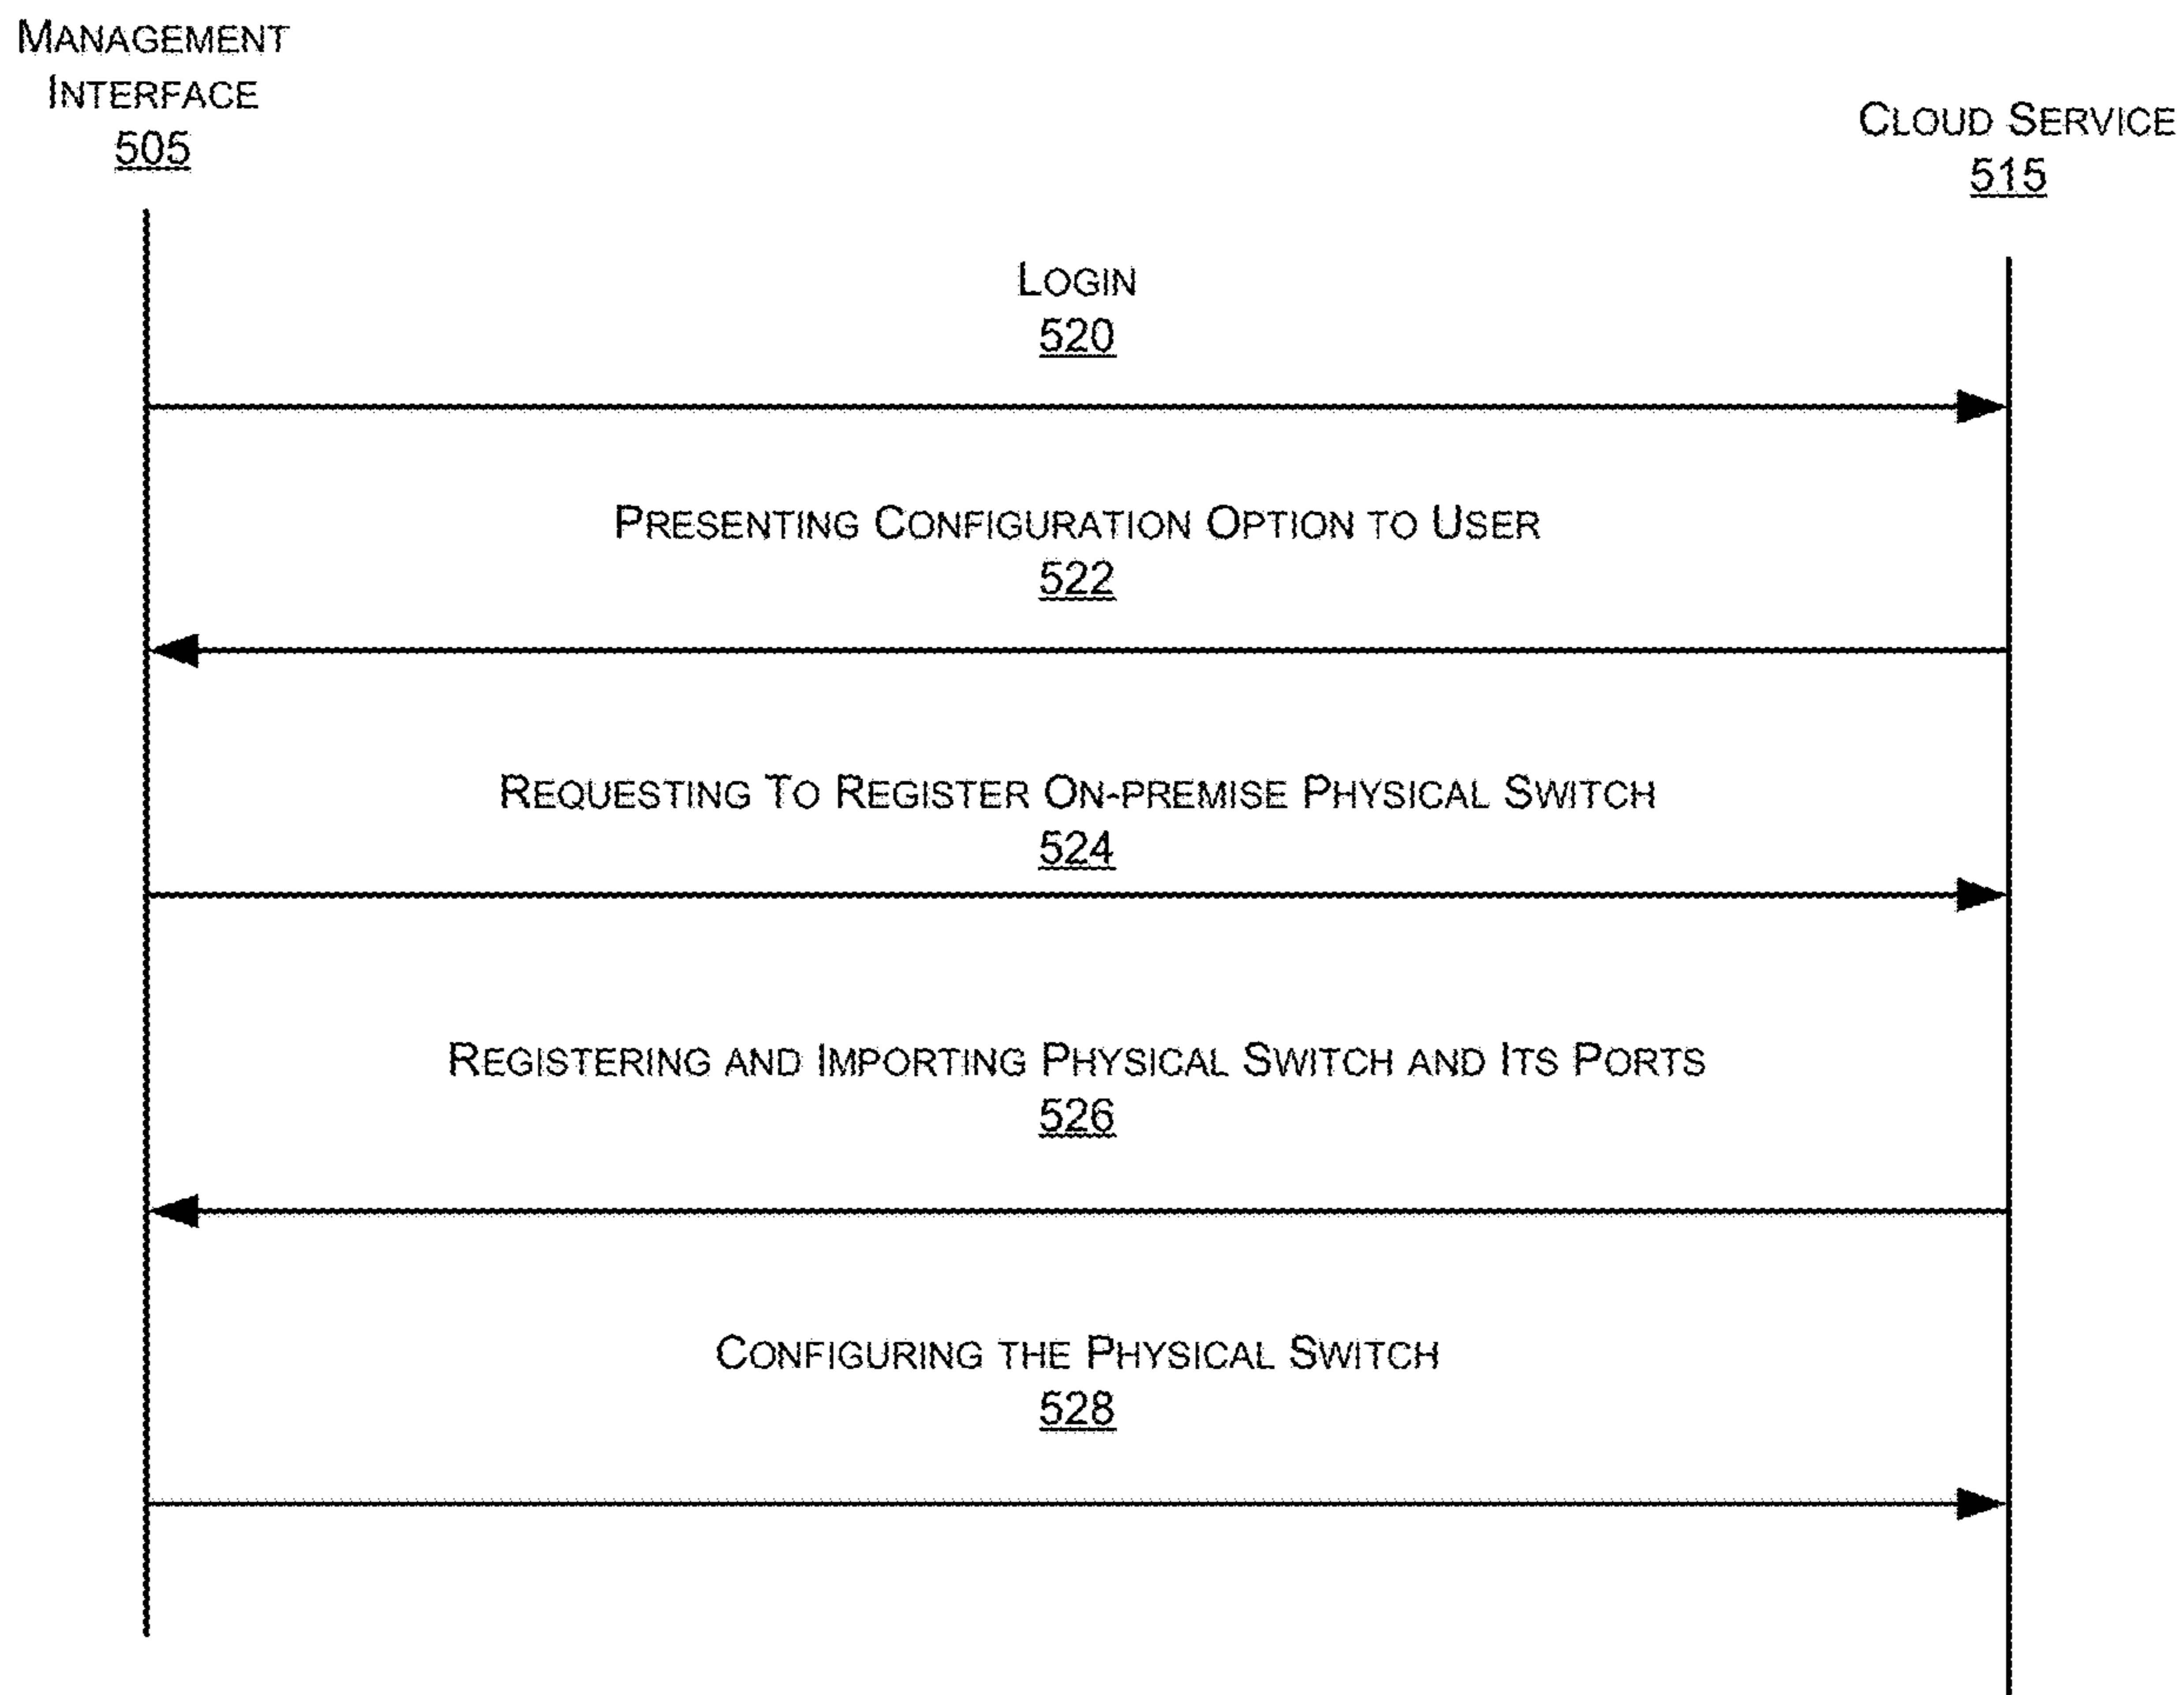 MANAGEMENT
INTERFACE
505
CLOUD SERVICE
515
LOGIN
520
PRESENTING CONFIGURATION OPTION TO USER
522
REQUESTING TO REGISTER ON-PREMISE PHYSICAL SWITCH
524
REGISTERING AND IMPORTING PHYSICAL SWITCH AND ITS PORTS
526
CONFIGURING THE PHYSICAL SWITCH
528